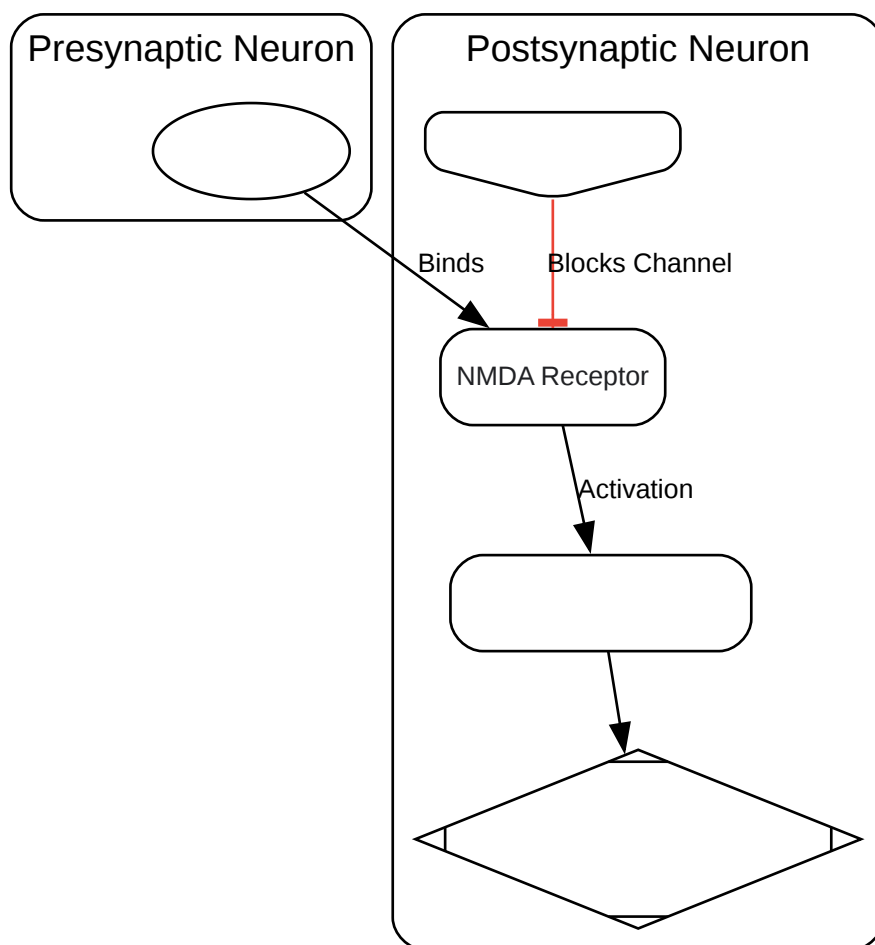 Presynaptic Neuron
Postsynaptic Neuron
Binds
Blocks Channel
NMDA Receptor
Activation